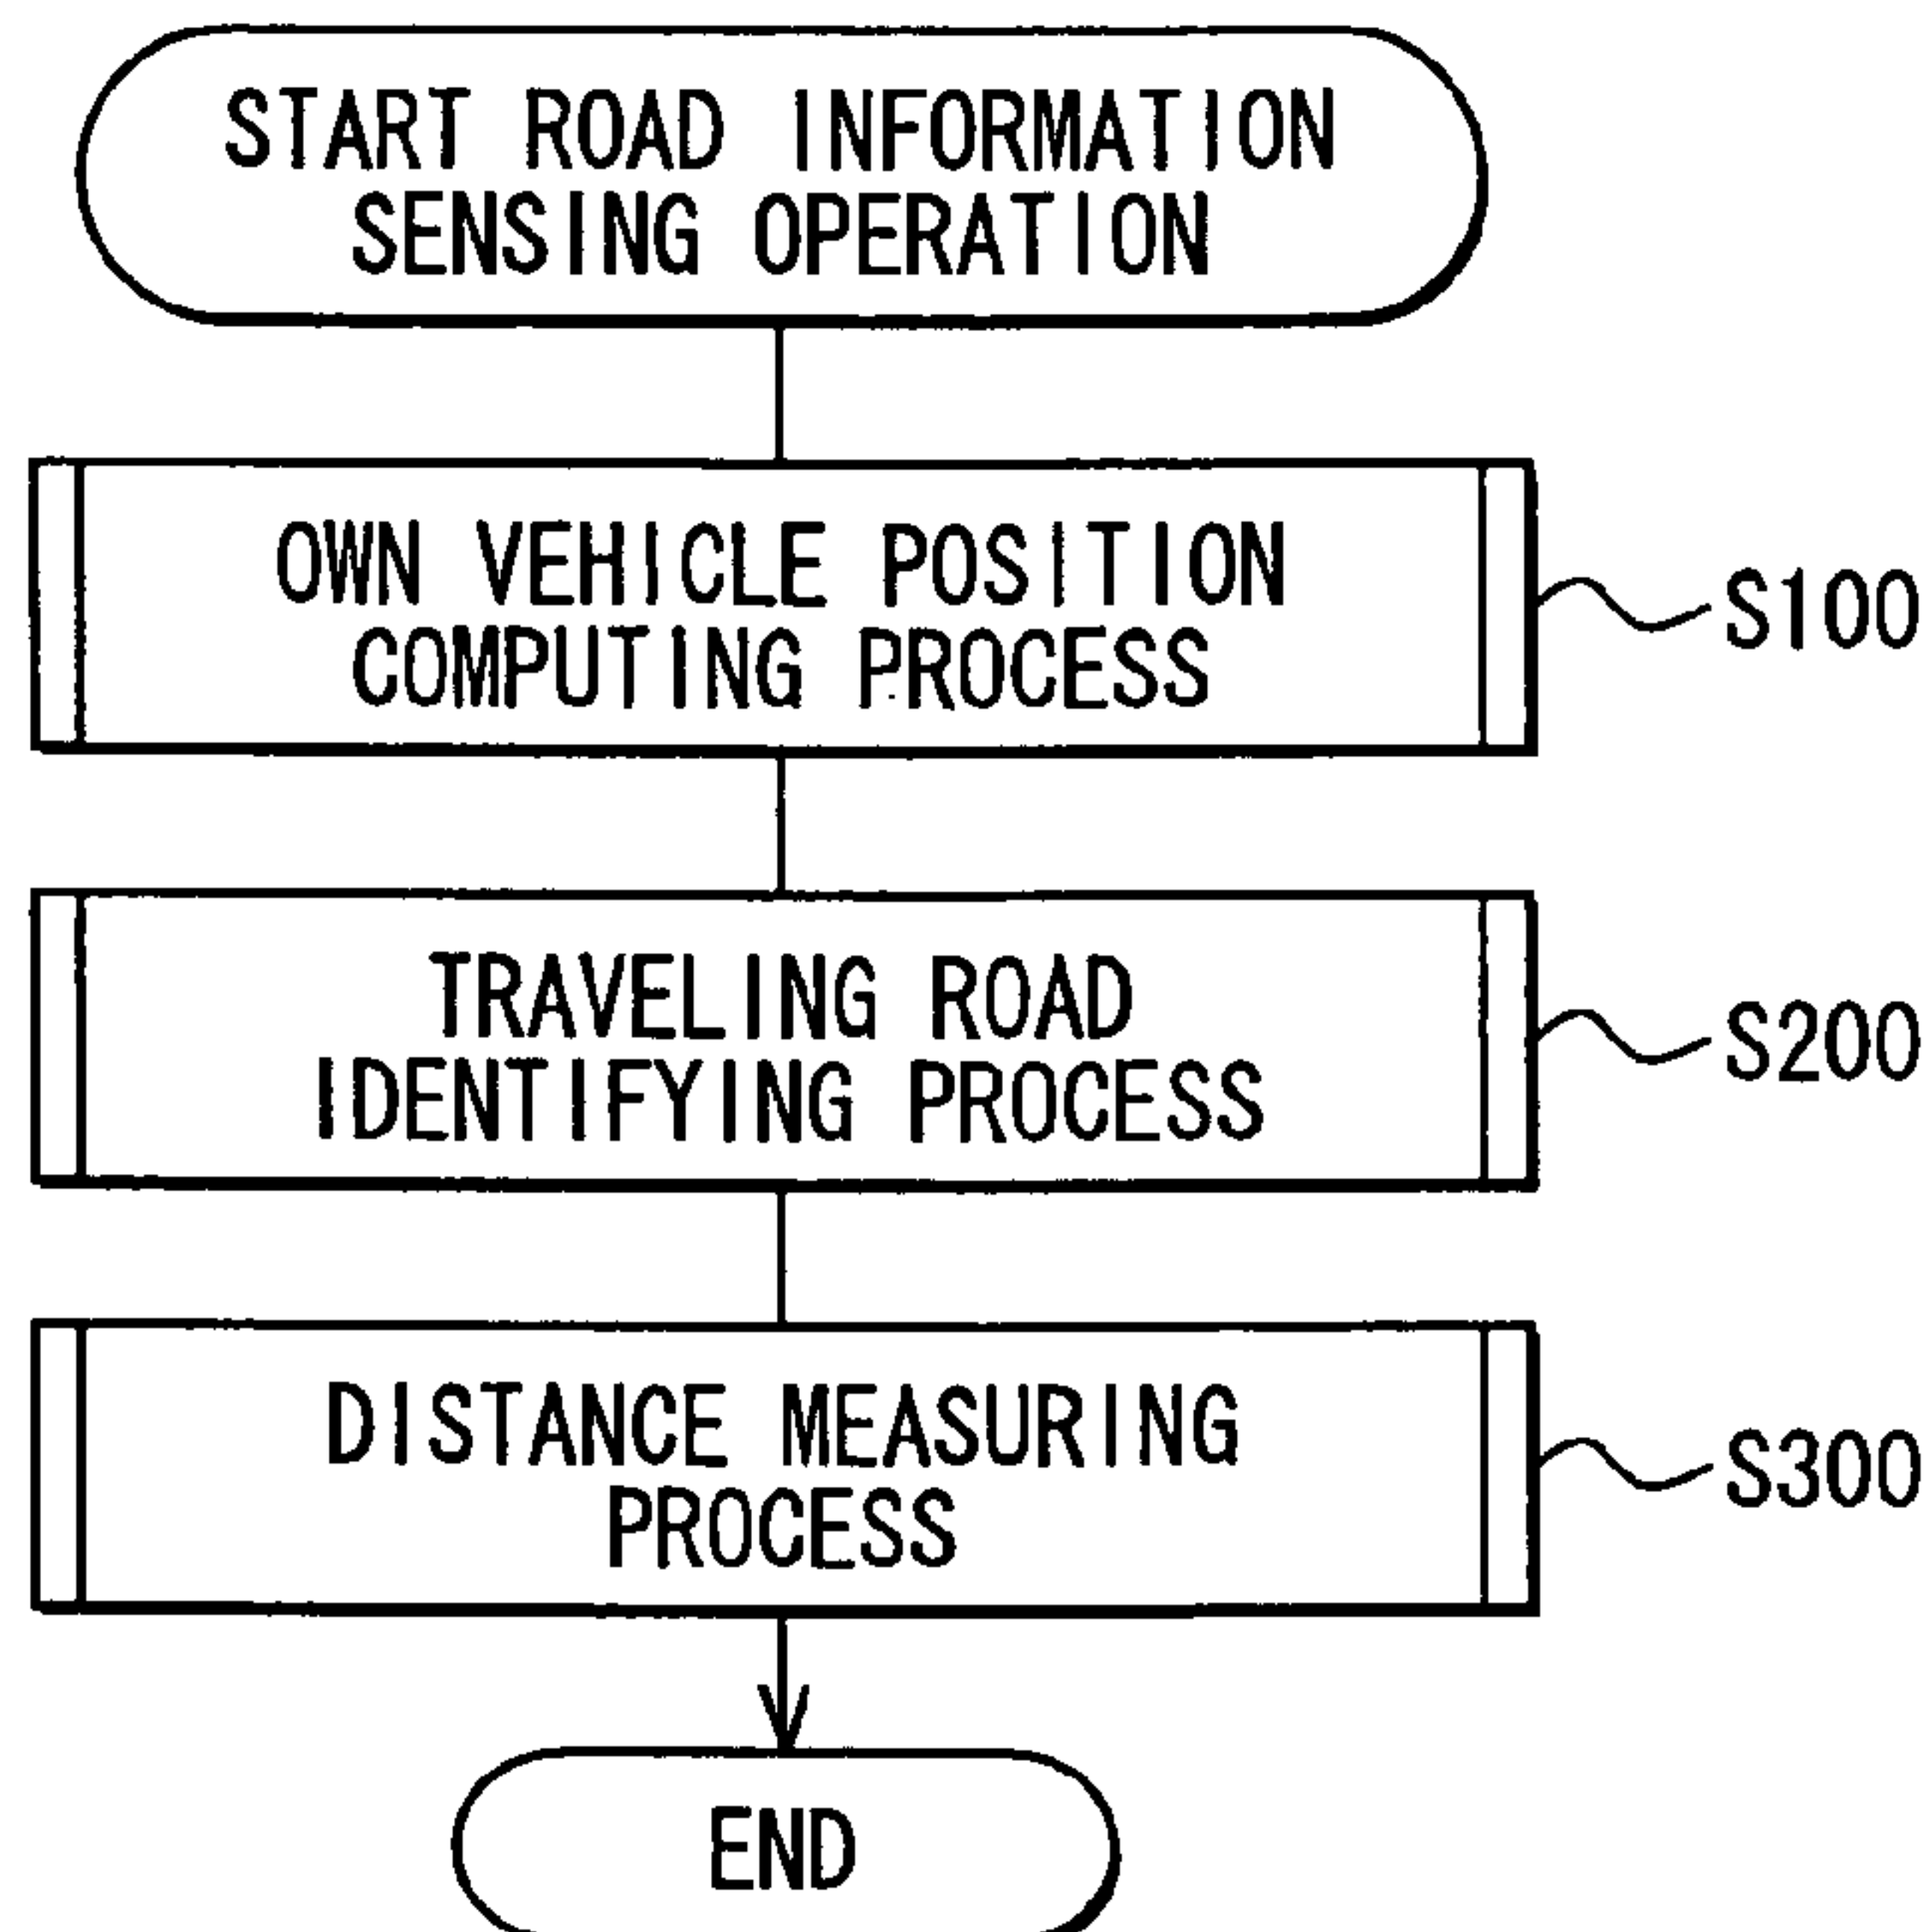 START ROAD INFORMATION
SENSING OPERATION
OWN VEHICLE POSITION
COMPUTING PROCESS
S100
TRAVELING ROAD
IDENTIFYING PROCESS
S200
DISTANCE MEASURING
PROCESS
S300
END